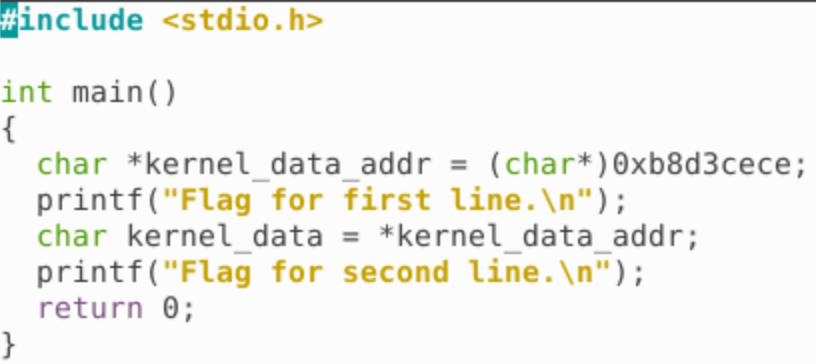 #include <stdio.h>
int main()
{
  char *kernel_data_addr = (char*)0xb8d3cece;
  printf("Flag for first line.\n");
  char kernel_data = *kernel_data_addr;
  printf("Flag for second line.\n");
  return 0;
}